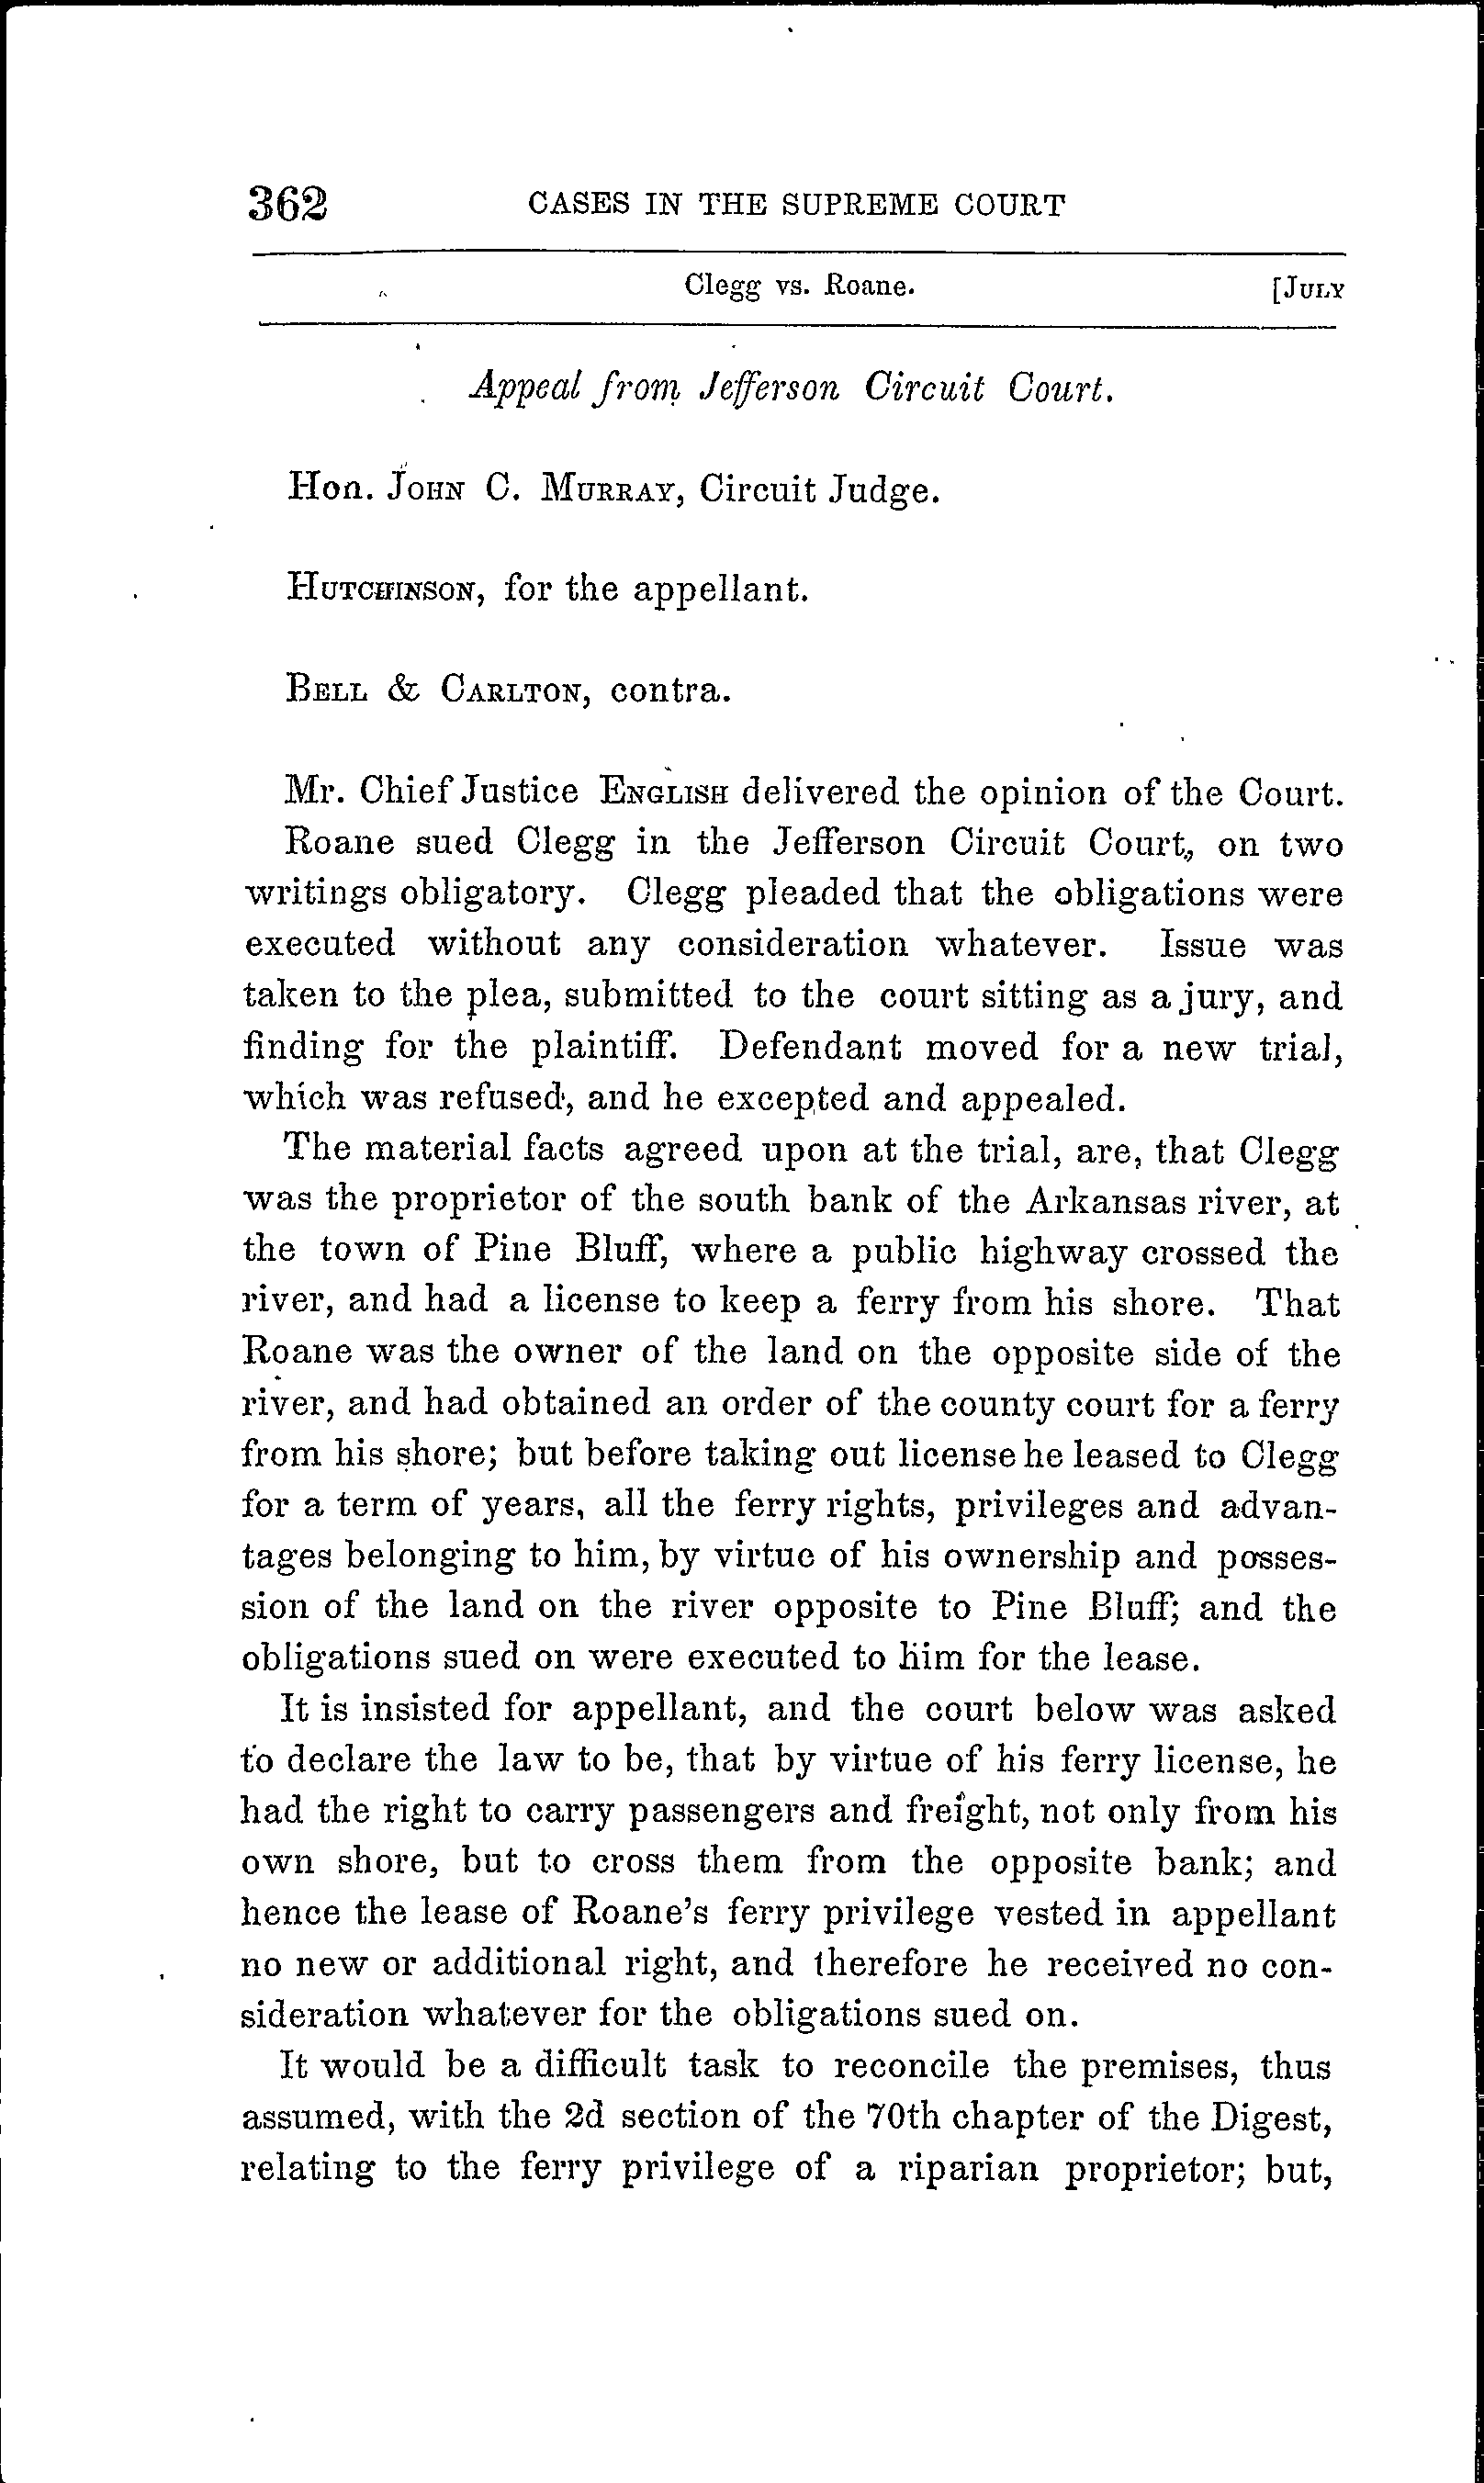 362 CASES IN THE SUPREME COURT
Clegg vs. Roane. [JULY
Appeal from Jefferson Circuit Court.
Hon. JOHN C. MURRAY, Circuit Judge.
HUTCHINSON, for the appellant.
BELL & CARLTON, contra.
Mr. Chief Justice ENGLISH delivered the opinion of the Court.
Roane sued Clegg in the Jefferson Circuit Court, on two
writings obligatory. Clegg pleaded that the obligations were
executed without any consideration whatever. Issue was
taken to the plea, submitted to the court sitting as a jury, and
finding for the plaintiff. Defendant moved for a new trial,
which was refused, and he excepted and appealed.
The material facts agreed upon at the trial, are, that Clegg
was the proprietor of the south bank of the Arkansas river, at
the town of Pine Bluff, where a public highway crossed the
river, and had a license to keep a ferry from his shore. That
Roane was the owner of the land on the opposite side of the
river, and had obtained an order of the county court for a ferry
from his shore; but before taking out license he leased to Clegg
for a term of years, all the ferry rights, privileges and advan-
tages belonging to him, by virtue of his ownership and posses-
sion of the land on the river opposite to Pine Bluff; and the
obligations sued on were executed to him for the lease.
It is insisted for appellant, and the court below was asked
to declare the law to be, that by virtue of his ferry license, he
had the right to carry passengers and freight, not only from his
own shore, but to cross them from the opposite bank; and
hence the lease of Roane's ferry privilege vested in appellant
no new or additional right, and therefore he received no con-
sideration whatever for the obligations sued on.
It would be a difficult task to reconcile the premises, thus
assumed, with the 2d section of the 70th chapter of the Digest,
relating to the ferry privilege of a riparian proprietor; but,